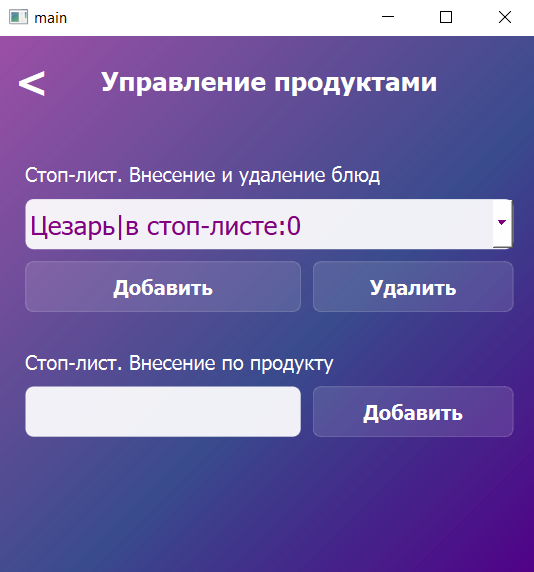 main
< Управление продуктами
Стоп-лист. Внесение и удаление блюд
Цезарь|в стоп-листе:0
Добавить Удалить
Стоп-лист. Внесение по продукту
Добавить